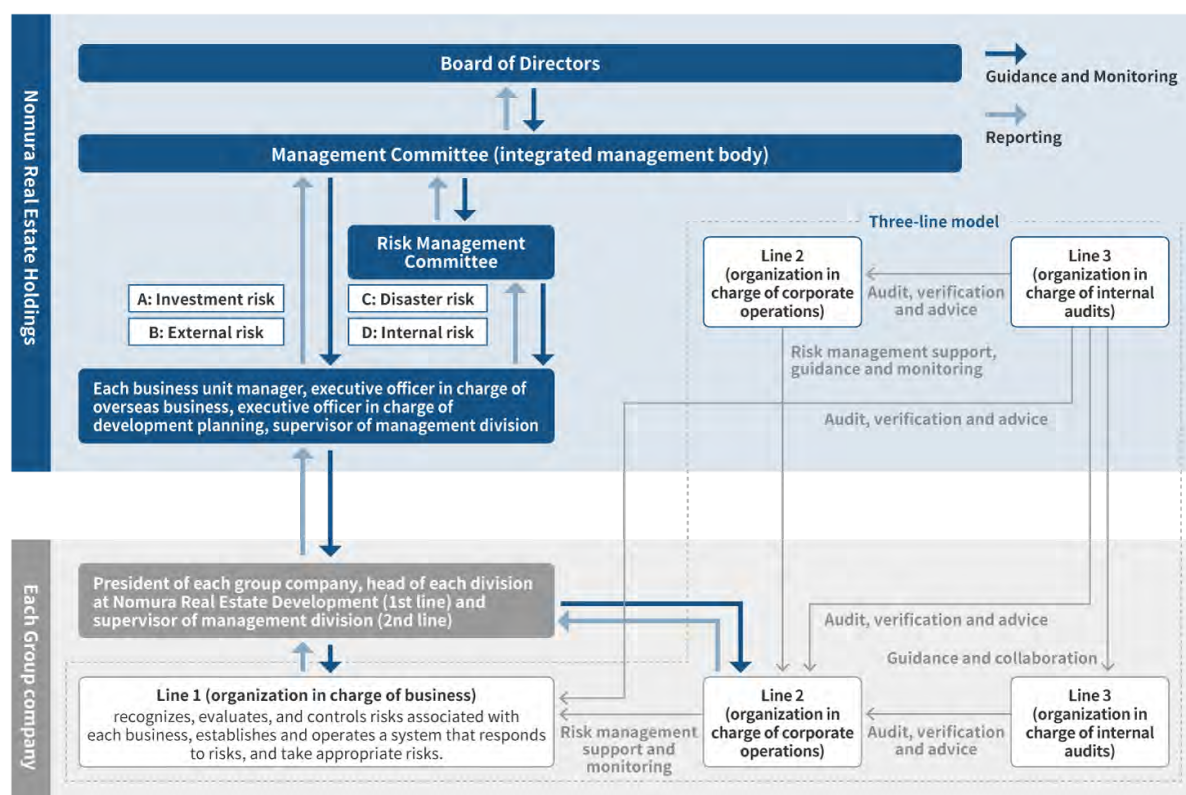 Nomura Real Estate Holdings
Board of Directors
Guidance and Monitoring
Reporting
Management Committee (integrated management body)
Risk Management
Committee
A: Investment risk
B: External risk
C: Disaster risk
D: Internal risk
Each business unit manager, executive officer in charge of
overseas business, executive officer in charge of
development planning, supervisor of management division
Three-line model
Line 2
(organization in
charge of corporate
operations)
Audit, verification
and advice
Line 3
(organization in
charge of internal
audits)
Risk management support,
guidance and monitoring
Audit, verification and advice
Each Group company
President of each group company, head of each division
at Nomura Real Estate Development (1st line) and
supervisor of management division (2nd line)
Audit, verification and advice
Guidance and collaboration
Line 1 (organization in charge of business)
recognizes, evaluates, and controls risks associated with
each business, establishes and operates a system that responds
to risks, and take appropriate risks.
Risk management
support and
monitoring
Line 2
(organization in
charge of corporate
operations)
Audit, verification
and advice
Line 3
(organization in
charge of internal
audits)